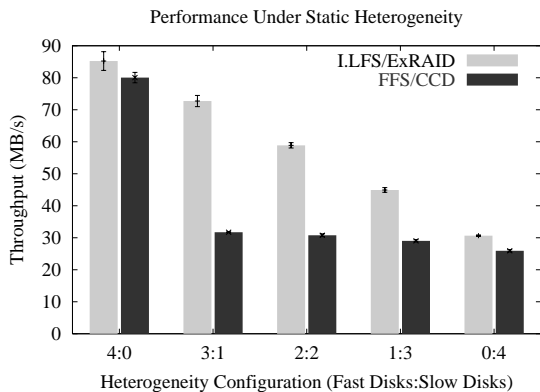 Performance Under Static Heterogeneity
90
80
70
60
50
40
30
20
10
0
Throughput (MB/s)
I.LFS/ExRAID
FFS/CCD
4:0 3:1 2:2 1:3 0:4
Heterogeneity Configuration (Fast Disks:Slow Disks)